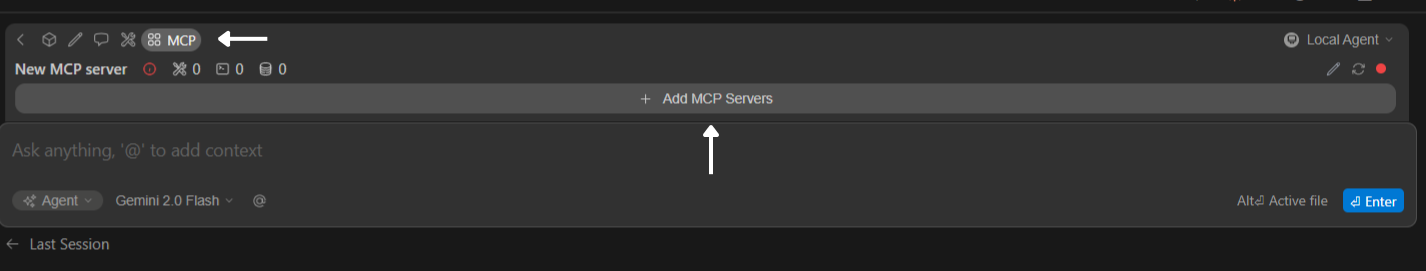 MCP Local Agent
New MCP server 0 0 0
+ Add MCP Servers
Ask anything, '@' to add context
Agent Gemini 2.0 Flash @ Alt⏎ Active file ⏎ Enter
Last Session